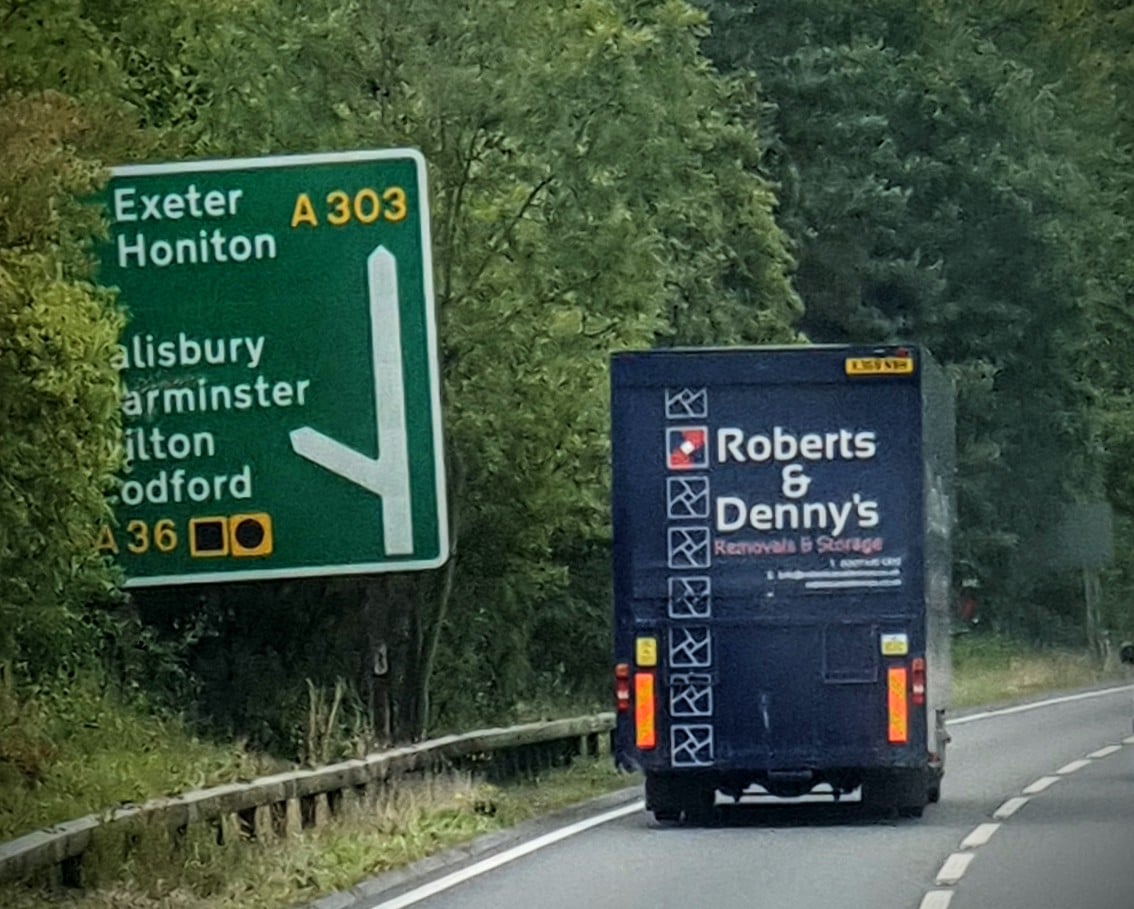 Exeter
Honiton
A 303
alisbury
arminster
ilton
odford
A 36
Roberts
&
Denny's
Removals & Storage